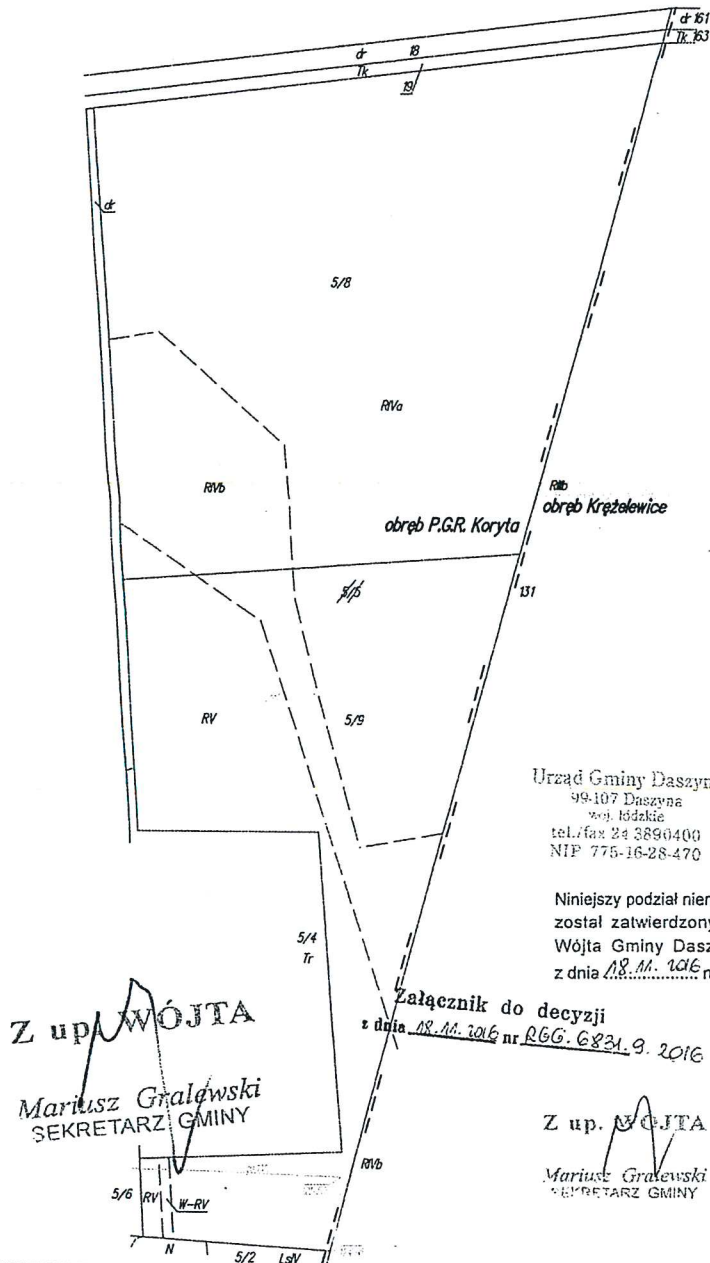 dr 161
dr 18
Tk 163
Tk
19
dr
5/8
RIVa
RIVb
RIIIb
obręb Krężelewice
obręb P.G.R. Koryta
5/5
131
RV
5/9
Urząd Gminy Daszyn
99-107 Daszyna
woj. łódzkie
tel./fax 24 3890400
NIP 775-16-28-470
Niniejszy podział nier
został zatwierdzony
Wójta Gminy Dasz
z dnia 18.11.2016 n
5/4
Tr
Załącznik do decyzji
z dnia 18.11.2016 nr RGG.6831.9.2016
Z up. WÓJTA
Mariusz Gralewski
SEKRETARZ GMINY
Z up. WÓJTA
Mariusz Gralewski
SEKRETARZ GMINY
RIVb
5/6 RV
W-RV
N
5/2 LsIV